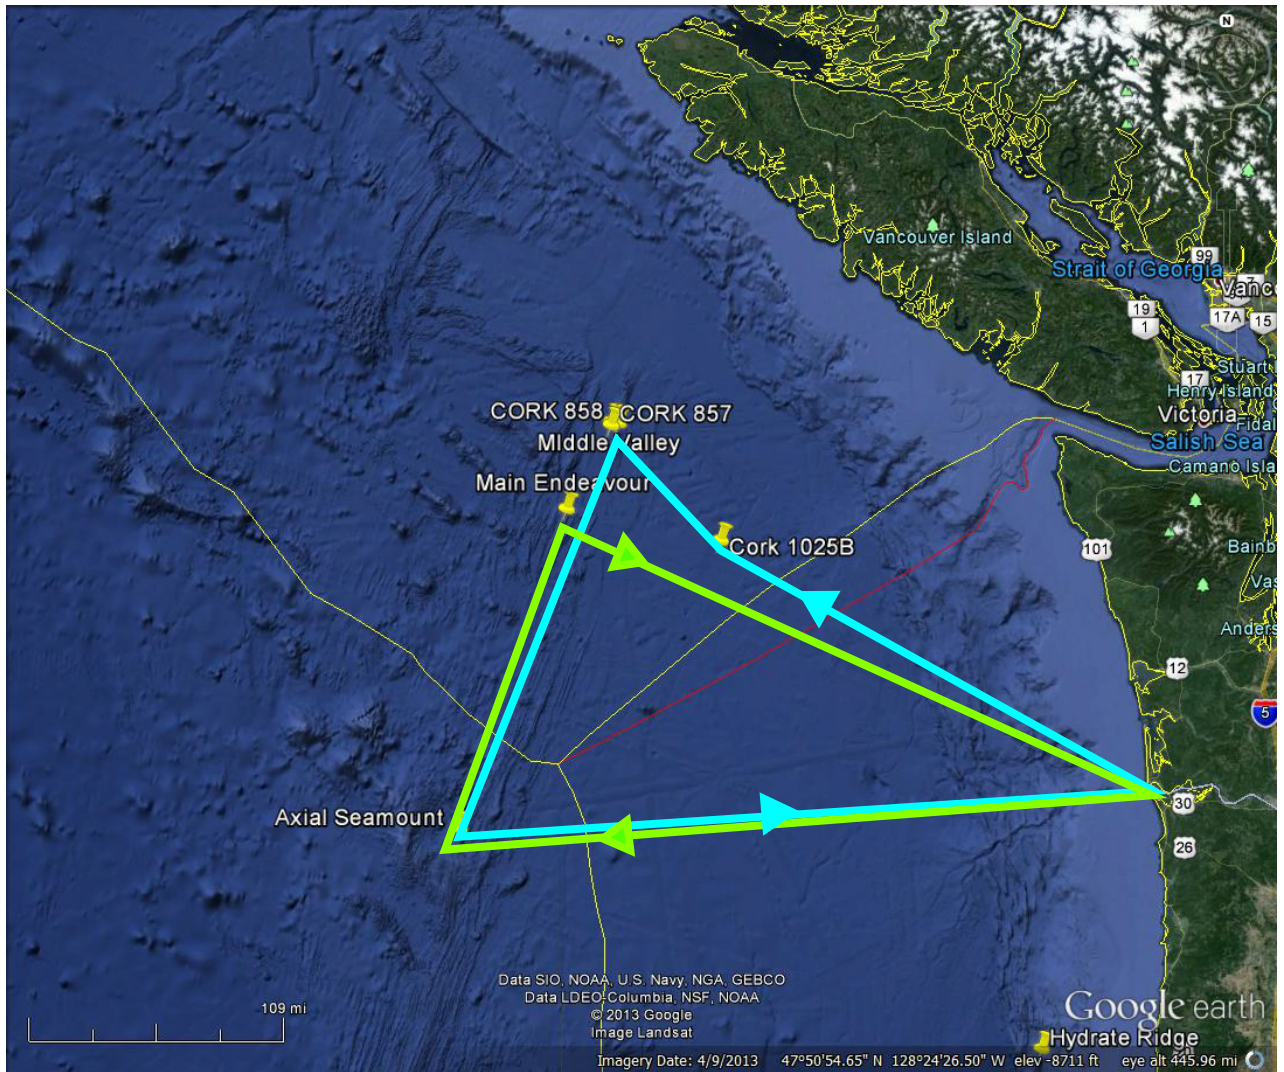 N
Vancouver Island
99
Strait of Georgia
7
Vanc
19
1
17A
15
Stuart I
17
Henry Island
CORK 858
CORK 857
Victoria
Fidal
MIddle Valley
Salish Sea
Camano Isla
Main Endeavour
Cork 1025B
101
Bainb
Vas
Anders
12
5
Axial Seamount
30
26
Data SIO, NOAA, U.S. Navy, NGA, GEBCO
Data LDEO-Columbia, NSF, NOAA
© 2013 Google
Image Landsat
109 mi
Google earth
Hydrate Ridge
Imagery Date: 4/9/2013 47°50'54.65" N 128°24'26.50" W elev -8711 ft eye alt 445.96 mi